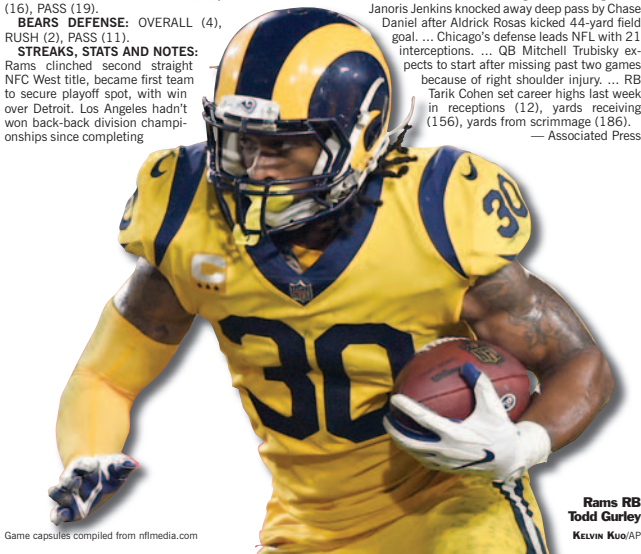 (16), PASS (19).
BEARS DEFENSE: OVERALL (4),
RUSH (2), PASS (11).
STREAKS, STATS AND NOTES:
Rams clinched second straight
NFC West title, became first team
to secure playoff spot, with win
over Detroit. Los Angeles hadn't
won back-back division champi-
onships since completing
Janoris Jenkins knocked away deep pass by Chase
Daniel after Aldrick Rosas kicked 44-yard field
goal. ... Chicago's defense leads NFL with 21
interceptions. ... QB Mitchell Trubisky ex-
pects to start after missing past two games
because of right shoulder injury. ... RB
Tarik Cohen set career highs last week
in receptions (12), yards receiving
(156), yards from scrimmage (186).
— Associated Press
30
30
C
30
Rams RB
Todd Gurley
KELVIN KUO/AP
Game capsules compiled from nflmedia.com